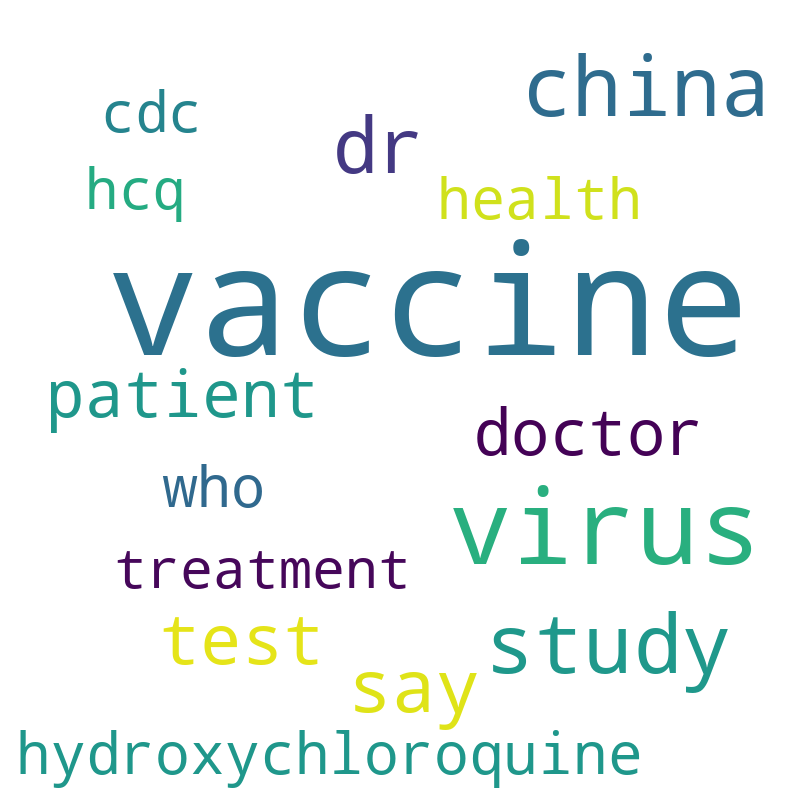 china
cdc
dr
hcq
health
vaccine
patient
doctor
who
virus
treatment
test
study
say
hydroxychloroquine